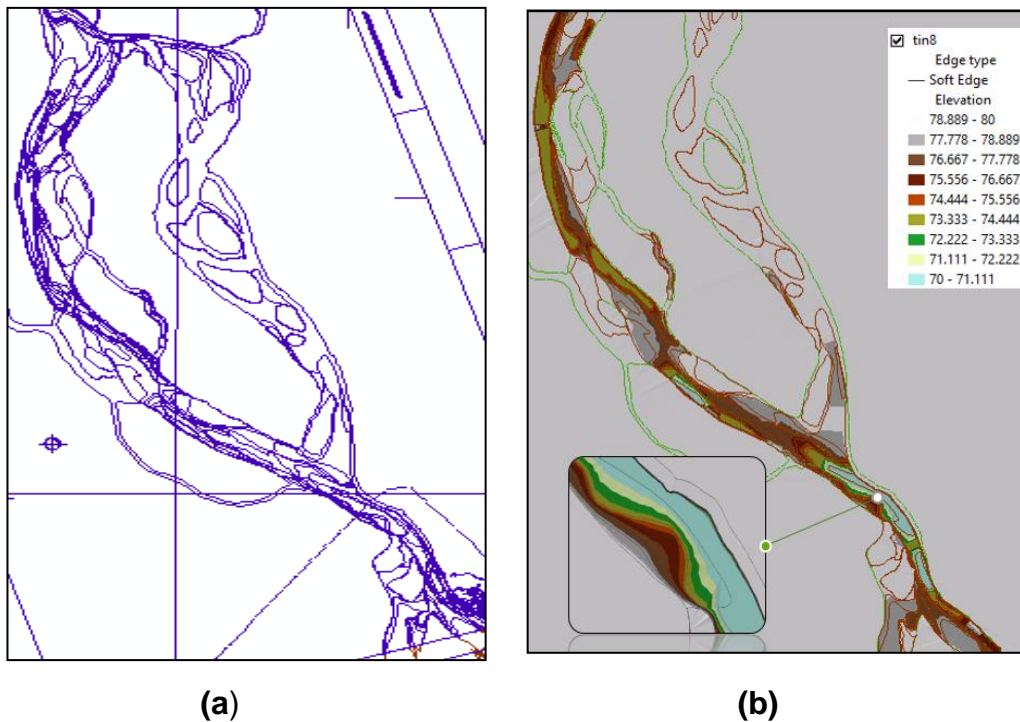 tin8
Edge type
Soft Edge
Elevation
78.889 - 80
77.778 - 78.889
76.667 - 77.778
75.556 - 76.667
74.444 - 75.556
73.333 - 74.444
72.222 - 73.333
71.111 - 72.222
70 - 71.111
(a)
(b)